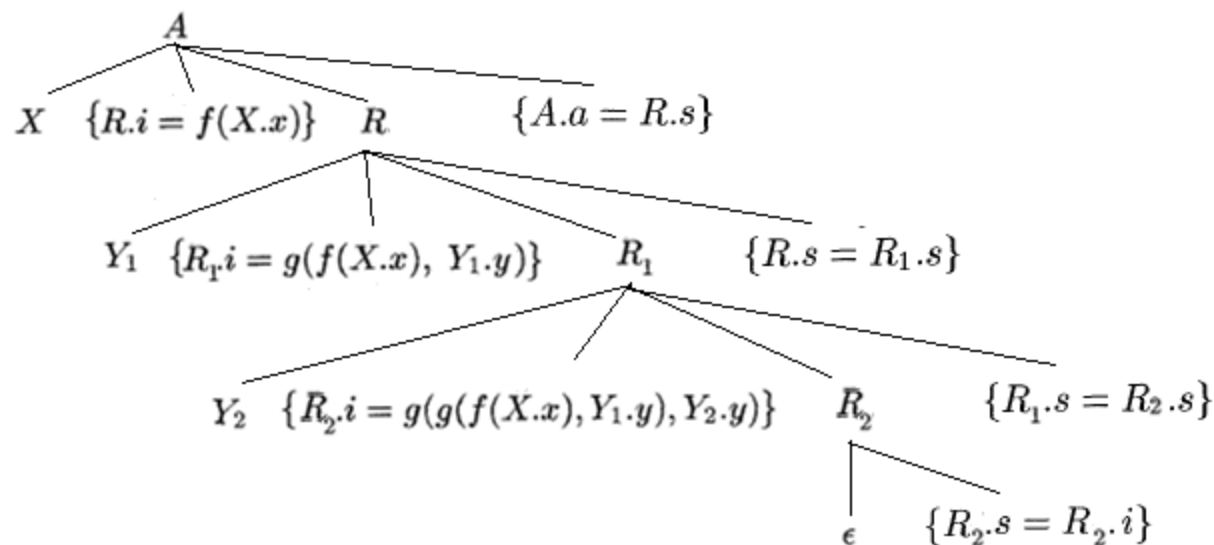 A
X {R.i = f(X.x)} R {A.a = R.s}
Y₁ {R₁.i = g(f(X.x), Y₁.y)} R₁ {R.s = R₁.s}
Y₂ {R₂.i = g(g(f(X.x), Y₁.y), Y₂.y)} R₂ {R₁.s = R₂.s}
ϵ {R₂.s = R₂.i}